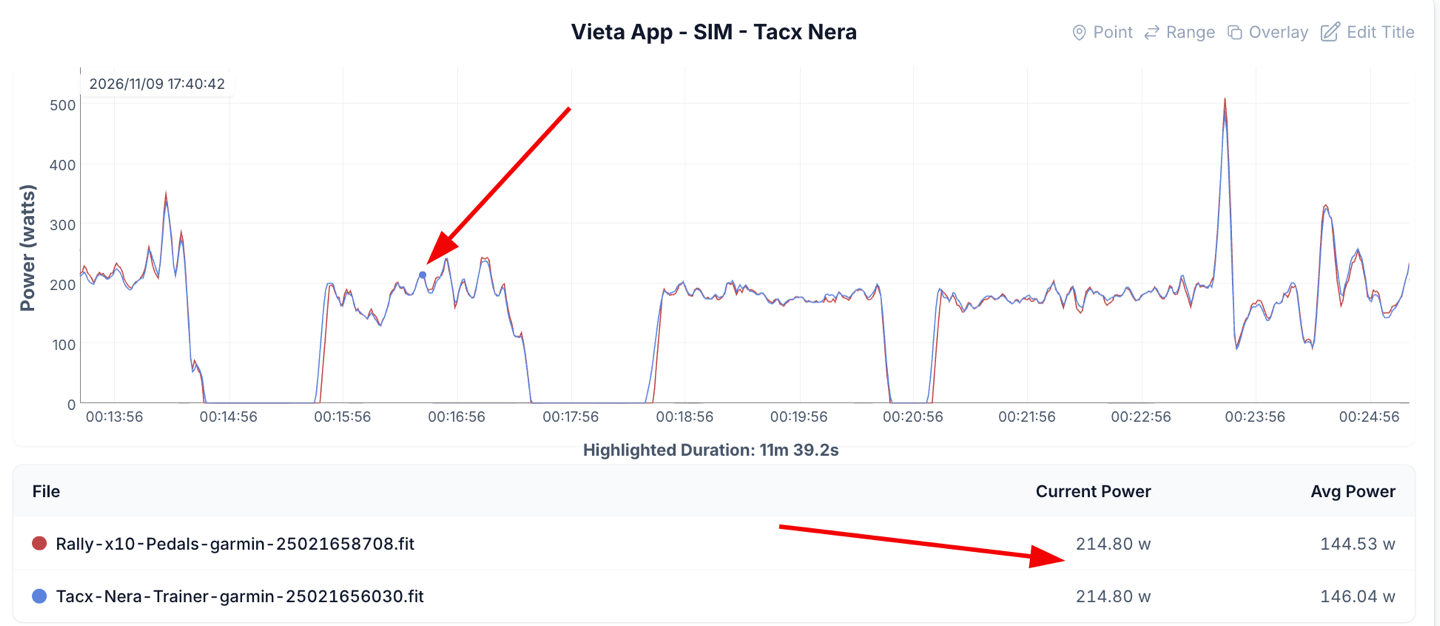 Vieta App - SIM - Tacx Nera
Point Range Overlay Edit Title
2026/11/09 17:40:42
Power (watts)
500
400
300
200
100
0
00:13:56 00:14:56 00:15:56 00:16:56 00:17:56 00:18:56 00:19:56 00:20:56 00:21:56 00:22:56 00:23:56 00:24:56
Highlighted Duration: 11m 39.2s
File Current Power Avg Power
Rally-x10-Pedals-garmin-25021658708.fit 214.80 w 144.53 w
Tacx-Nera-Trainer-garmin-25021656030.fit 214.80 w 146.04 w